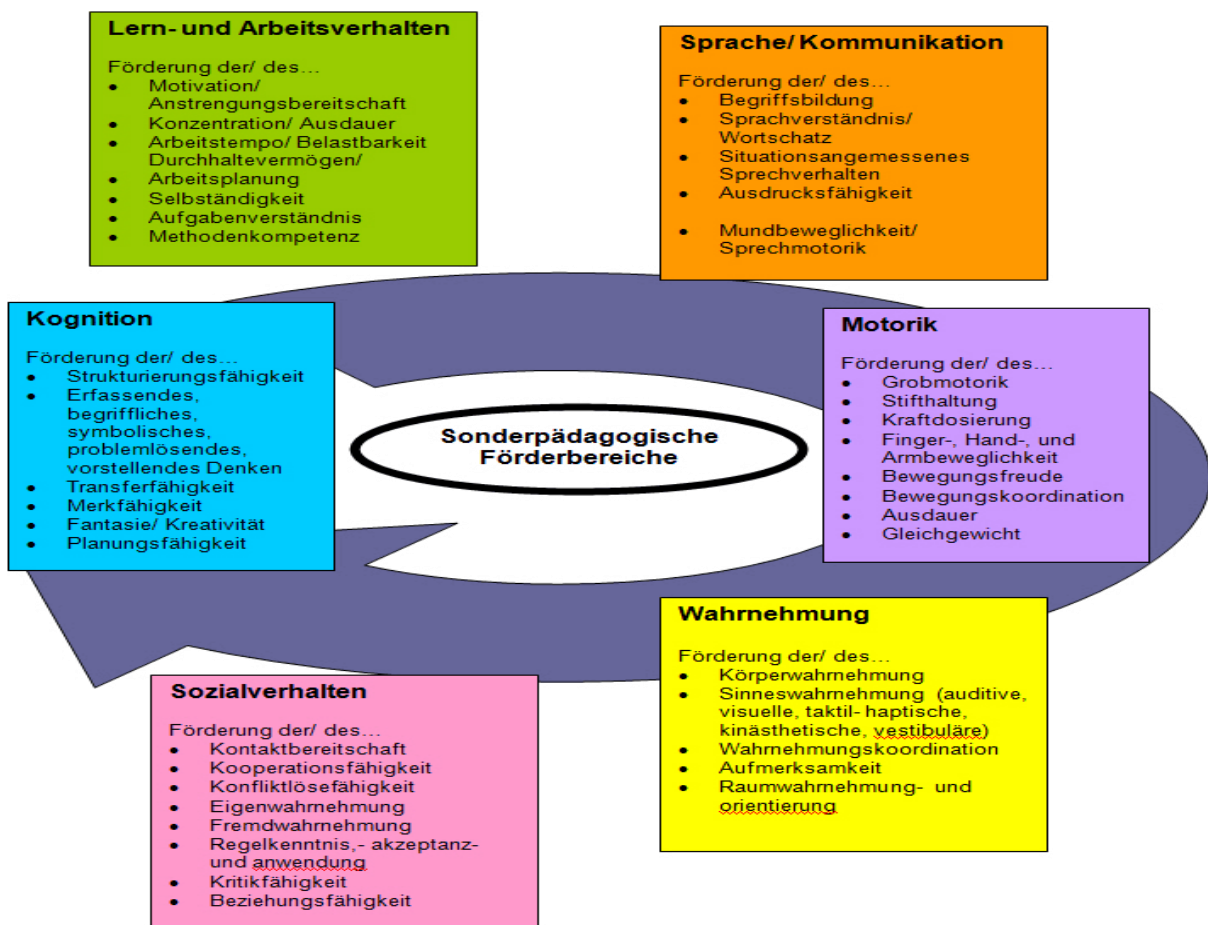 Lern- und Arbeitsverhalten
Förderung der/ des...
• Motivation/
Anstrengungsbereitschaft
• Konzentration/ Ausdauer
• Arbeitstempo/ Belastbarkeit
Durchhaltevermögen/
• Arbeitsplanung
• Selbständigkeit
• Aufgabenverständnis
• Methodenkompetenz
Sprache/ Kommunikation
Förderung der/ des...
• Begriffsbildung
• Sprachverständnis/
Wortschatz
• Situationsangemessenes
Sprechverhalten
• Ausdrucksfähigkeit
• Mundbeweglichkeit/
Sprechmotorik
Kognition
Förderung der/ des...
• Strukturierungsfähigkeit
• Erfassendes,
begriffliches,
symbolisches,
problemlösendes,
vorstellendes Denken
• Transferfähigkeit
• Merkfähigkeit
• Fantasie/ Kreativität
• Planungsfähigkeit
Sonderpädagogische
Förderbereiche
Motorik
Förderung der/ des...
• Grobmotorik
• Stifthaltung
• Kraftdosierung
• Finger-, Hand-, und
Armbeweglichkeit
• Bewegungsfreude
• Bewegungskoordination
• Ausdauer
• Gleichgewicht
Wahrnehmung
Förderung der/ des...
• Körperwahrnehmung
• Sinneswahrnehmung (auditive,
visuelle, taktil- haptische,
kinästhetische, vestibuläre)
• Wahrnehmungskoordination
• Aufmerksamkeit
• Raumwahrnehmung- und
orientierung
Sozialverhalten
Förderung der/ des...
• Kontaktbereitschaft
• Kooperationsfähigkeit
• Konfliktlösefähigkeit
• Eigenwahrnehmung
• Fremdwahrnehmung
• Regelkenntnis,- akzeptanz-
und anwendung
• Kritikfähigkeit
• Beziehungsfähigkeit